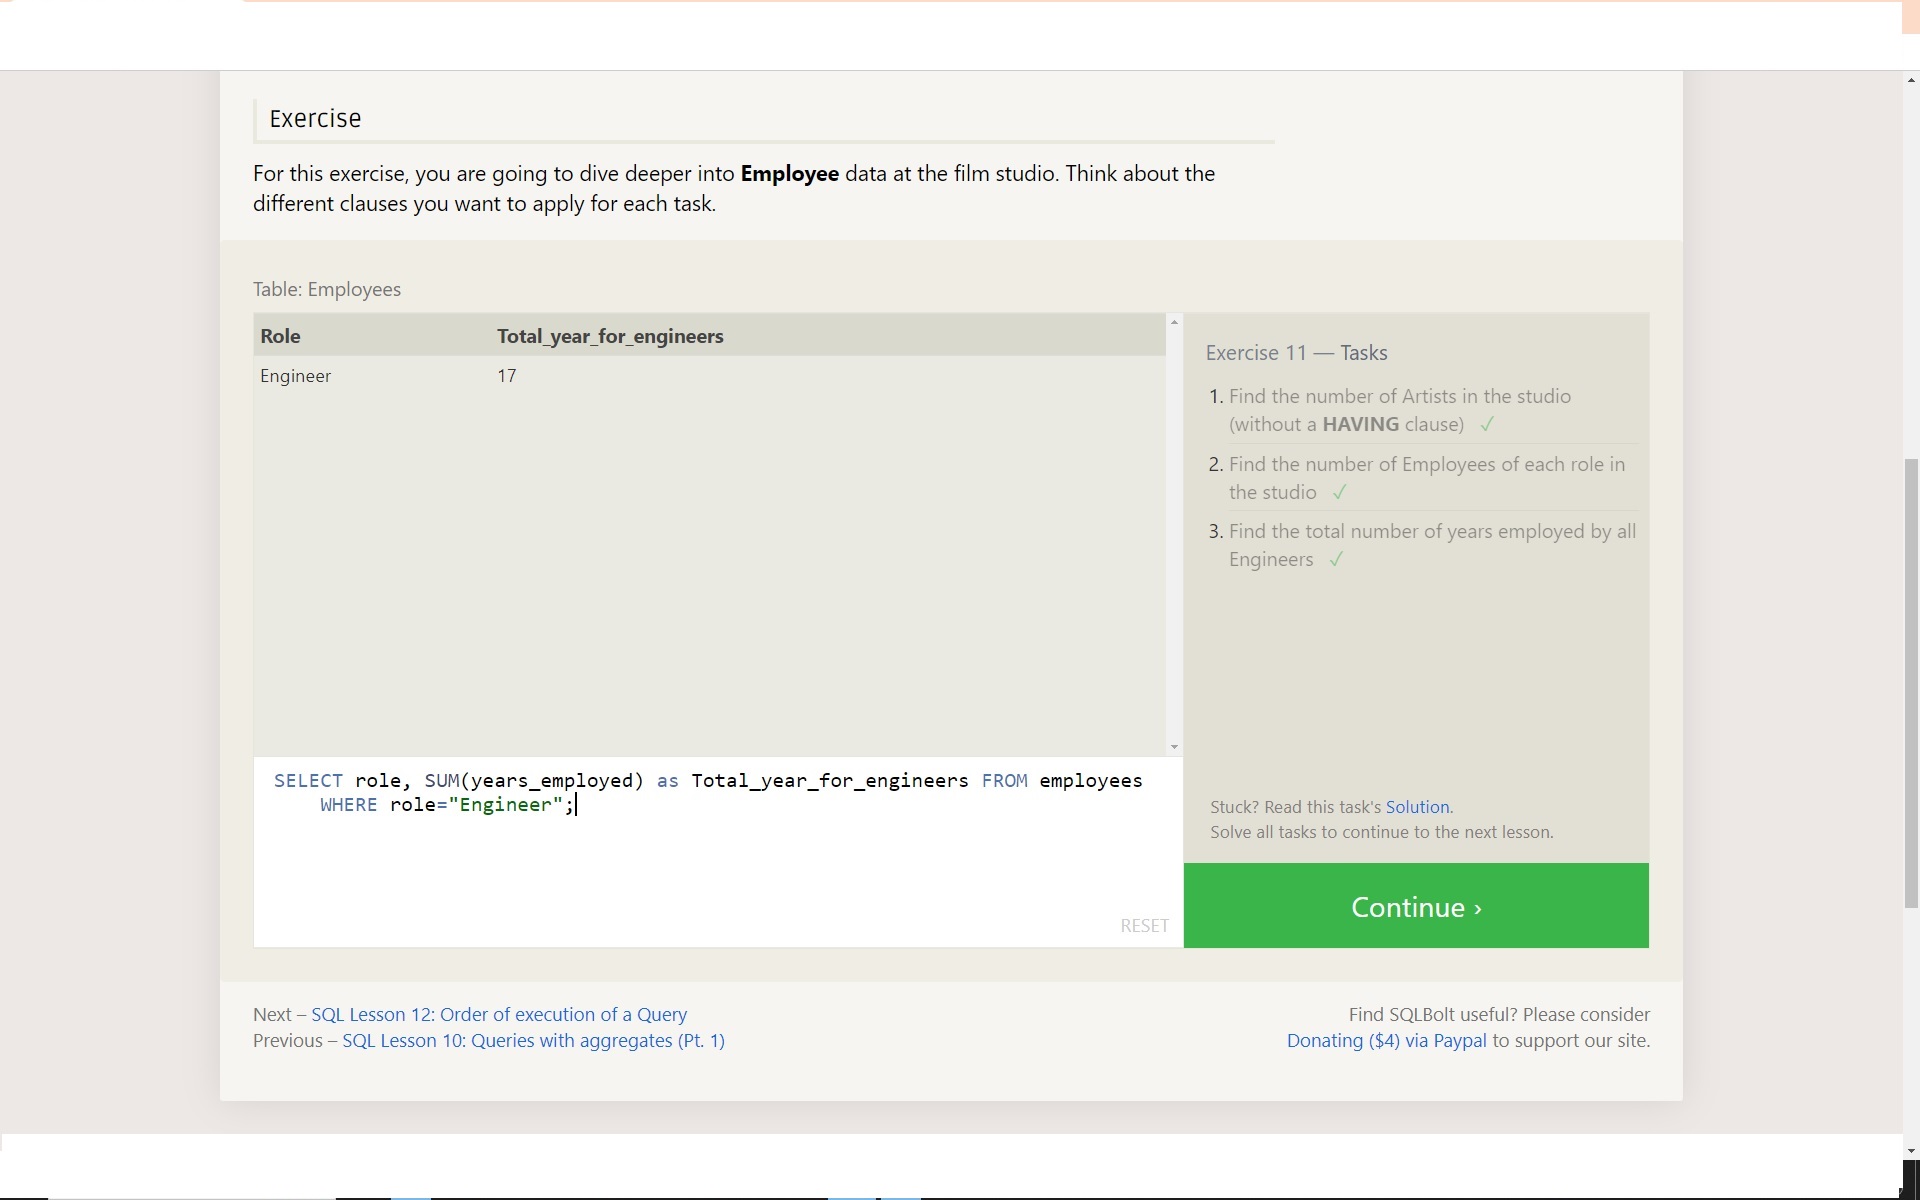 Exercise
For this exercise, you are going to dive deeper into Employee data at the film studio. Think about the
different clauses you want to apply for each task.
Table: Employees
Role Total_year_for_engineers
Engineer 17
SELECT role, SUM(years_employed) as Total_year_for_engineers FROM employees
WHERE role="Engineer";
RESET
Exercise 11 — Tasks
1. Find the number of Artists in the studio
(without a HAVING clause) ✓
2. Find the number of Employees of each role in
the studio ✓
3. Find the total number of years employed by all
Engineers ✓
Stuck? Read this task's Solution.
Solve all tasks to continue to the next lesson.
Continue ›
Next – SQL Lesson 12: Order of execution of a Query
Previous – SQL Lesson 10: Queries with aggregates (Pt. 1)
Find SQLBolt useful? Please consider
Donating ($4) via Paypal to support our site.